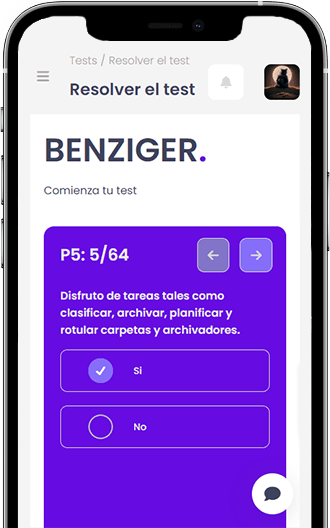 Tests / Resolver el test
Resolver el test
BENZIGER.
Comienza tu test
P5: 5/64
Disfruto de tareas tales como
clasificar, archivar, planificar y
rotular carpetas y archivadores.
Si
No